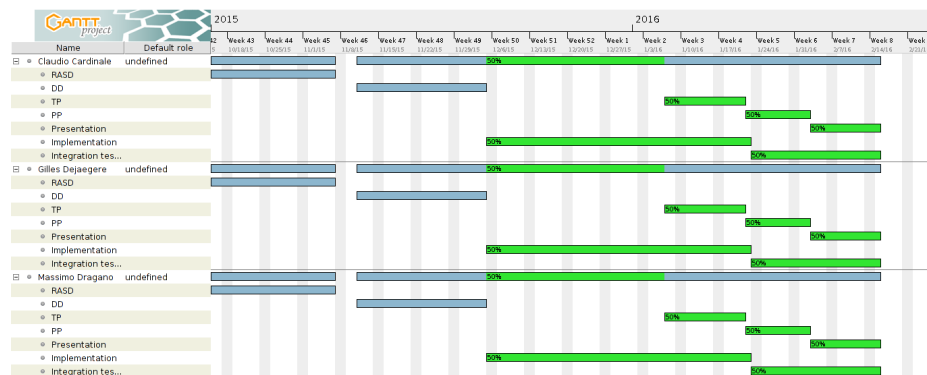 GANTT
project
2015
2016
42 Week 43 Week 44 Week 45 Week 46 Week 47 Week 48 Week 49 Week 50 Week 51 Week 52 Week 1 Week 2 Week 3 Week 4 Week 5 Week 6 Week 7 Week 8 Week
Name Default role
5 10/18/15 10/25/15 11/1/15 11/8/15 11/15/15 11/22/15 11/29/15 12/6/15 12/13/15 12/20/15 12/27/15 1/3/16 1/10/16 1/17/16 1/24/16 1/31/16 2/7/16 2/14/16 2/21/1
Claudio Cardinale undefined 50%
RASD
DD
TP 50%
PP 50%
Presentation 50%
Implementation 50%
Integration tes... 50%
Gilles Dejaegere undefined 50%
RASD
DD
TP 50%
PP 50%
Presentation 50%
Implementation 50%
Integration tes... 50%
Massimo Dragano undefined 50%
RASD
DD
TP 50%
PP 50%
Presentation 50%
Implementation 50%
Integration tes... 50%